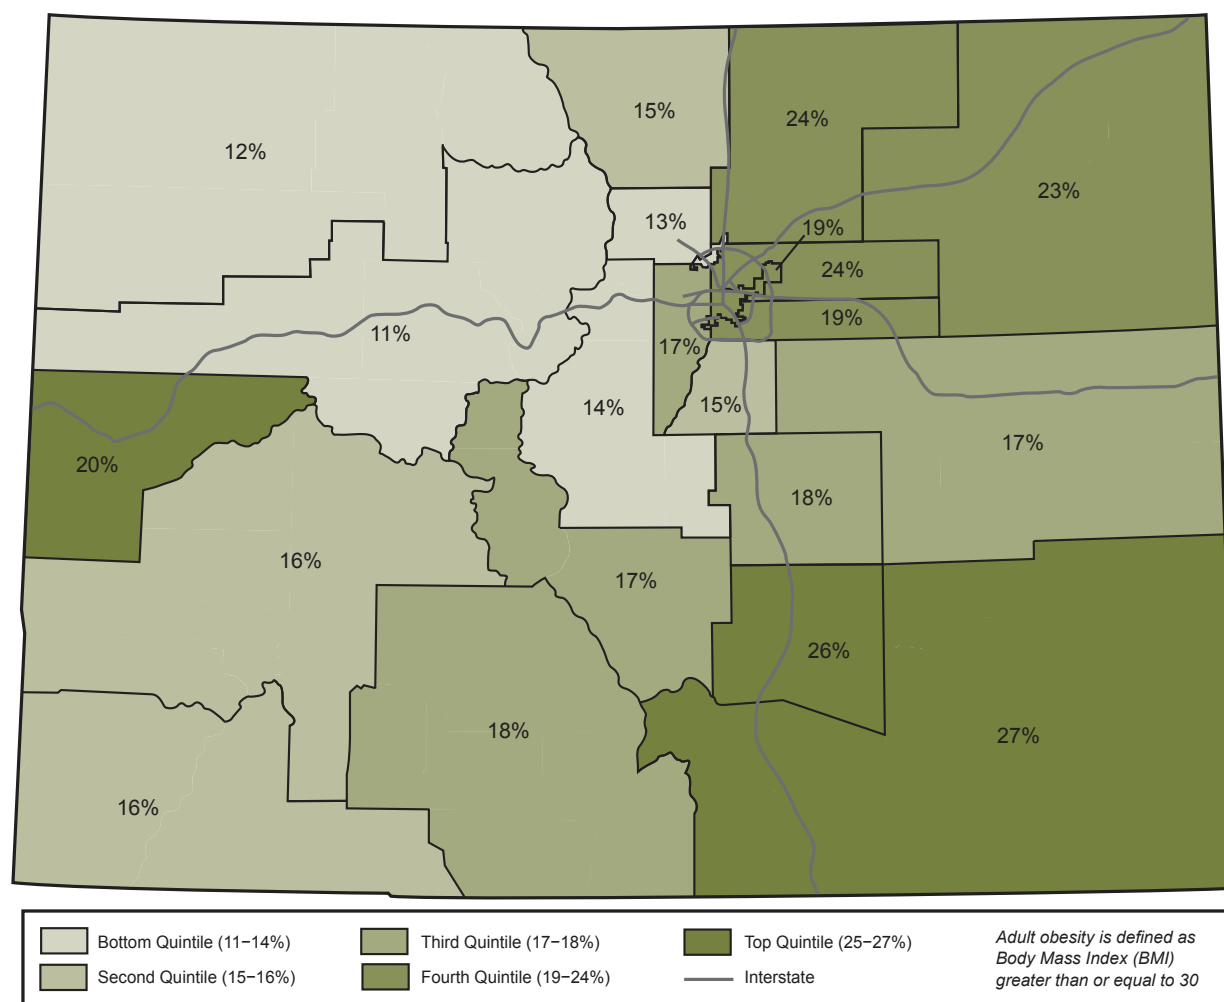 15%
24%
12%
23%
13%
19%
24%
19%
11%
17%
14%
15%
17%
20%
18%
16%
17%
26%
18%
27%
16%
Bottom Quintile (11–14%)
Second Quintile (15–16%)
Third Quintile (17–18%)
Fourth Quintile (19–24%)
Top Quintile (25–27%)
Interstate
Adult obesity is defined as
Body Mass Index (BMI)
greater than or equal to 30